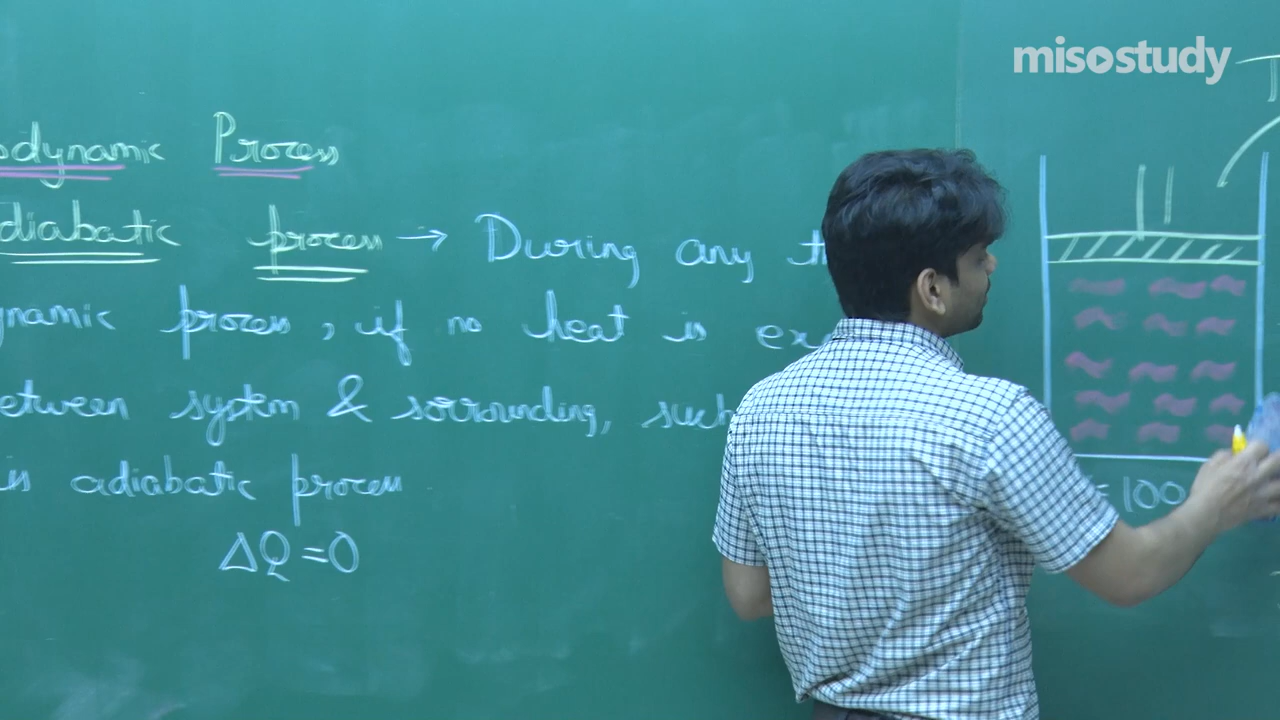 misostudy
odynamic Process
diabatic process → During any th
ynamic process, if no heat is ex
etween system & sorrounding, such
is adiabatic process
ΔQ = 0
= 100